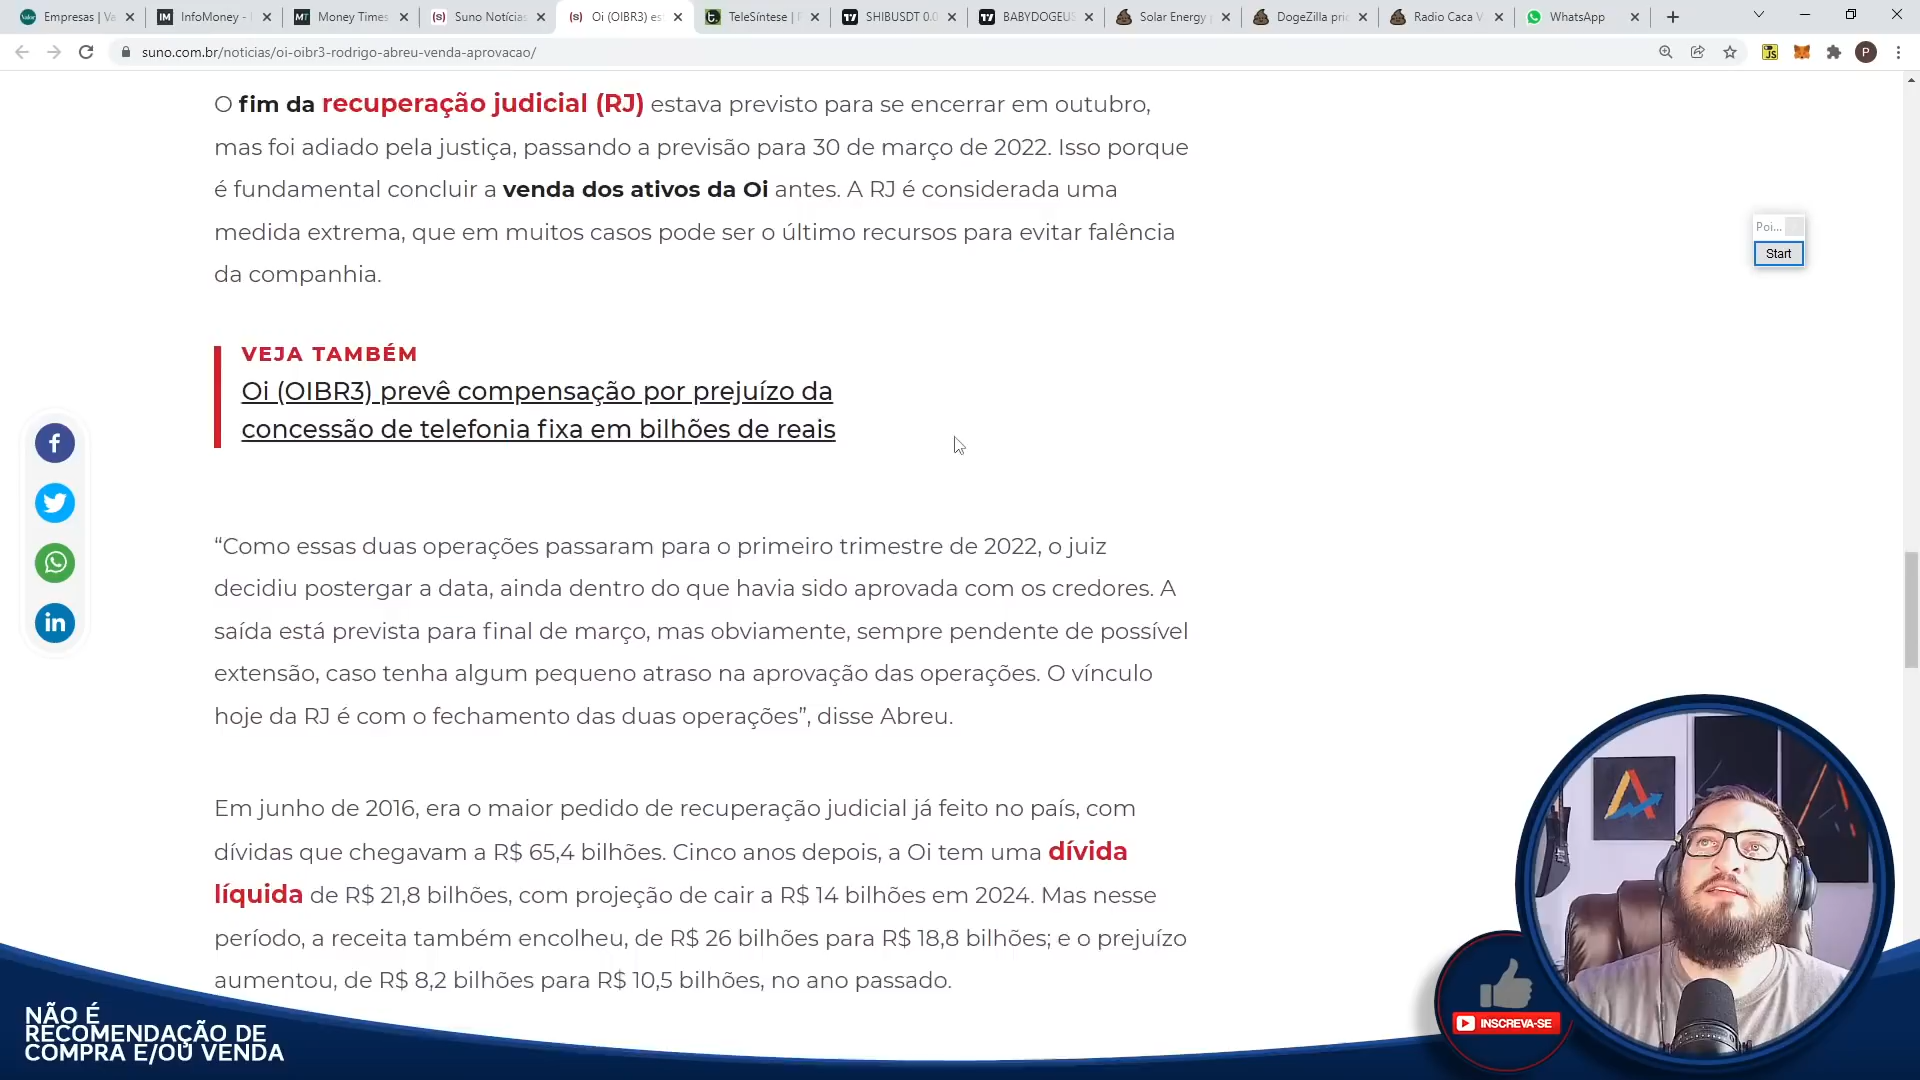 Empresas | Va
InfoMoney -
Money Times
Suno Notícias
Oi (OIBR3) es
TeleSíntese | P
SHIBUSDT 0.0
BABYDOGEUS
Solar Energy
DogeZilla pric
Radio Caca V
WhatsApp
suno.com.br/noticias/oi-oibr3-rodrigo-abreu-venda-aprovacao/
P
O fim da recuperação judicial (RJ) estava previsto para se encerrar em outubro,
mas foi adiado pela justiça, passando a previsão para 30 de março de 2022. Isso porque
é fundamental concluir a venda dos ativos da Oi antes. A RJ é considerada uma
medida extrema, que em muitos casos pode ser o último recursos para evitar falência
da companhia.
Poi...
Start
VEJA TAMBÉM
Oi (OIBR3) prevê compensação por prejuízo da
concessão de telefonia fixa em bilhões de reais
“Como essas duas operações passaram para o primeiro trimestre de 2022, o juiz
decidiu postergar a data, ainda dentro do que havia sido aprovada com os credores. A
saída está prevista para final de março, mas obviamente, sempre pendente de possível
extensão, caso tenha algum pequeno atraso na aprovação das operações. O vínculo
hoje da RJ é com o fechamento das duas operações”, disse Abreu.
Em junho de 2016, era o maior pedido de recuperação judicial já feito no país, com
dívidas que chegavam a R$ 65,4 bilhões. Cinco anos depois, a Oi tem uma dívida
líquida de R$ 21,8 bilhões, com projeção de cair a R$ 14 bilhões em 2024. Mas nesse
período, a receita também encolheu, de R$ 26 bilhões para R$ 18,8 bilhões; e o prejuízo
aumentou, de R$ 8,2 bilhões para R$ 10,5 bilhões, no ano passado.
NÃO É
RECOMENDAÇÃO DE
COMPRA E/OU VENDA
INSCREVA-SE